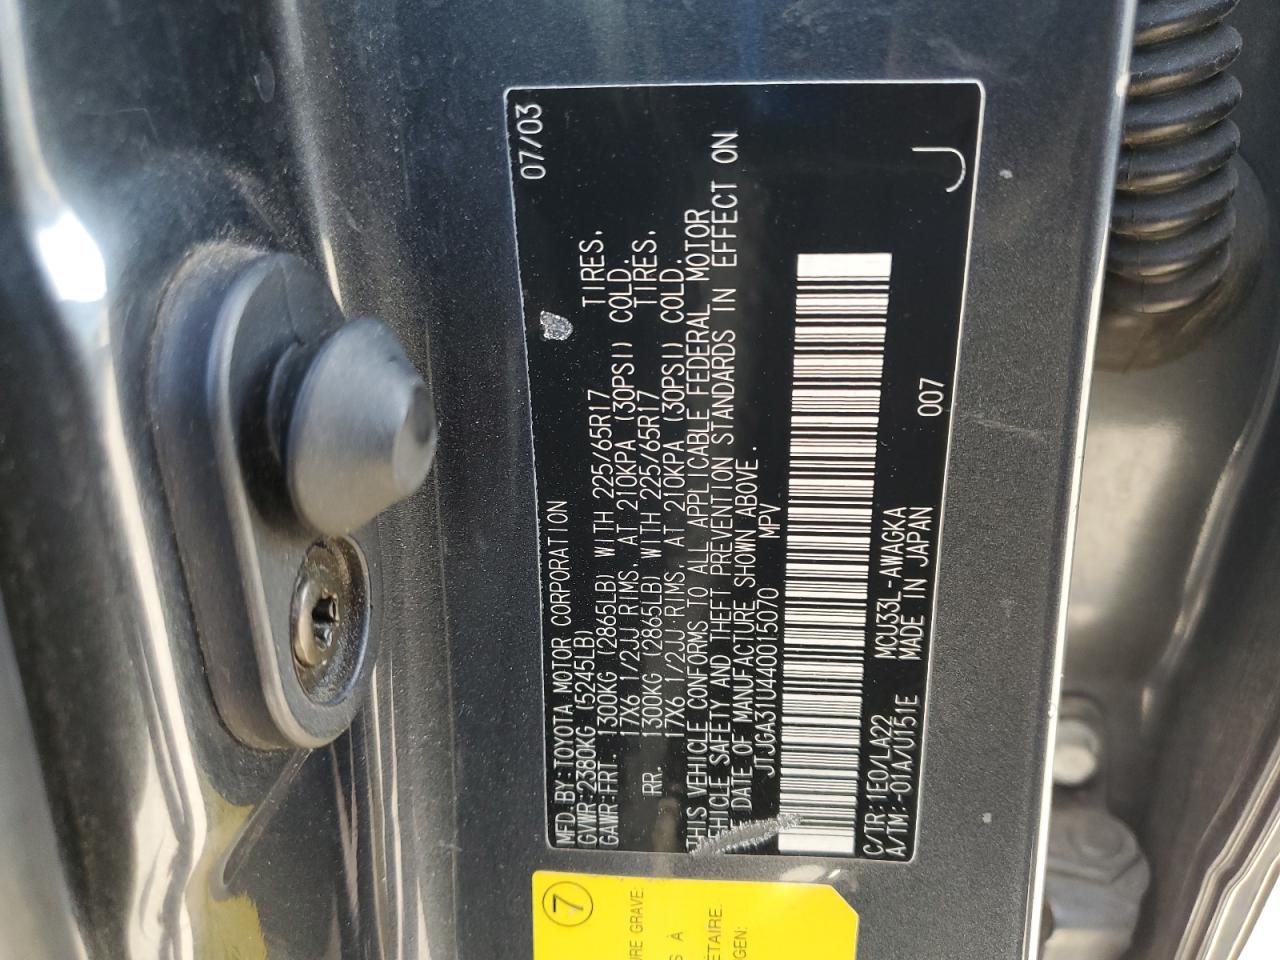 MFD.BY:TOYOTA MOTOR CORPORATION 07/03
GVWR:2380KG (5245LB)
GAWR:FRT. 1300KG (2865LB) WITH 225/65R17 TIRES,
17X6 1/2JJ RIMS, AT 210KPA (30PSI) COLD.
RR. 1300KG (2865LB) WITH 225/65R17 TIRES,
17X6 1/2JJ RIMS, AT 210KPA (30PSI) COLD.
THIS VEHICLE CONFORMS TO ALL APPLICABLE FEDERAL MOTOR
VEHICLE SAFETY AND THEFT PREVENTION STANDARDS IN EFFECT ON
DATE OF MANUFACTURE SHOWN ABOVE.
JTJGA31U440015070 MPV
C/TR:1E0/LA22 MCU33L-AWAGKA 007
A/TM:-01A/U151E MADE IN JAPAN
J
7
URE GRAVE:
S À
ÉTAIRE.
GEN: